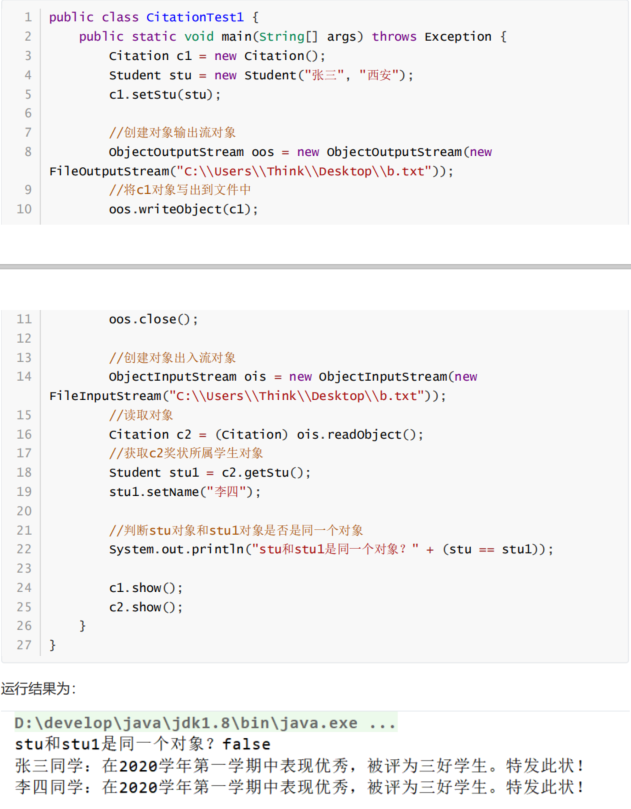 1 public class CitationTest1 {
2 public static void main(String[] args) throws Exception {
3 Citation c1 = new Citation();
4 Student stu = new Student("张三", "西安");
5 c1.setStu(stu);
6
7 //创建对象输出流对象
8 ObjectOutputStream oos = new ObjectOutputStream(new
FileOutputStream("C:\\Users\\Think\\Desktop\\b.txt"));
9 //将c1对象写出到文件中
10 oos.writeObject(c1);
11 oos.close();
12
13 //创建对象出入流对象
14 ObjectInputStream ois = new ObjectInputStream(new
FileInputStream("C:\\Users\\Think\\Desktop\\b.txt"));
15 //读取对象
16 Citation c2 = (Citation) ois.readObject();
17 //获取c2奖状所属学生对象
18 Student stu1 = c2.getStu();
19 stu1.setName("李四");
20
21 //判断stu对象和stu1对象是否是同一个对象
22 System.out.println("stu和stu1是同一个对象？" + (stu == stu1));
23
24 c1.show();
25 c2.show();
26 }
27 }
运行结果为：
D:\develop\java\jdk1.8\bin\java.exe ...
stu和stu1是同一个对象？false
张三同学：在2020学年第一学期中表现优秀，被评为三好学生。特发此状！
李四同学：在2020学年第一学期中表现优秀，被评为三好学生。特发此状！